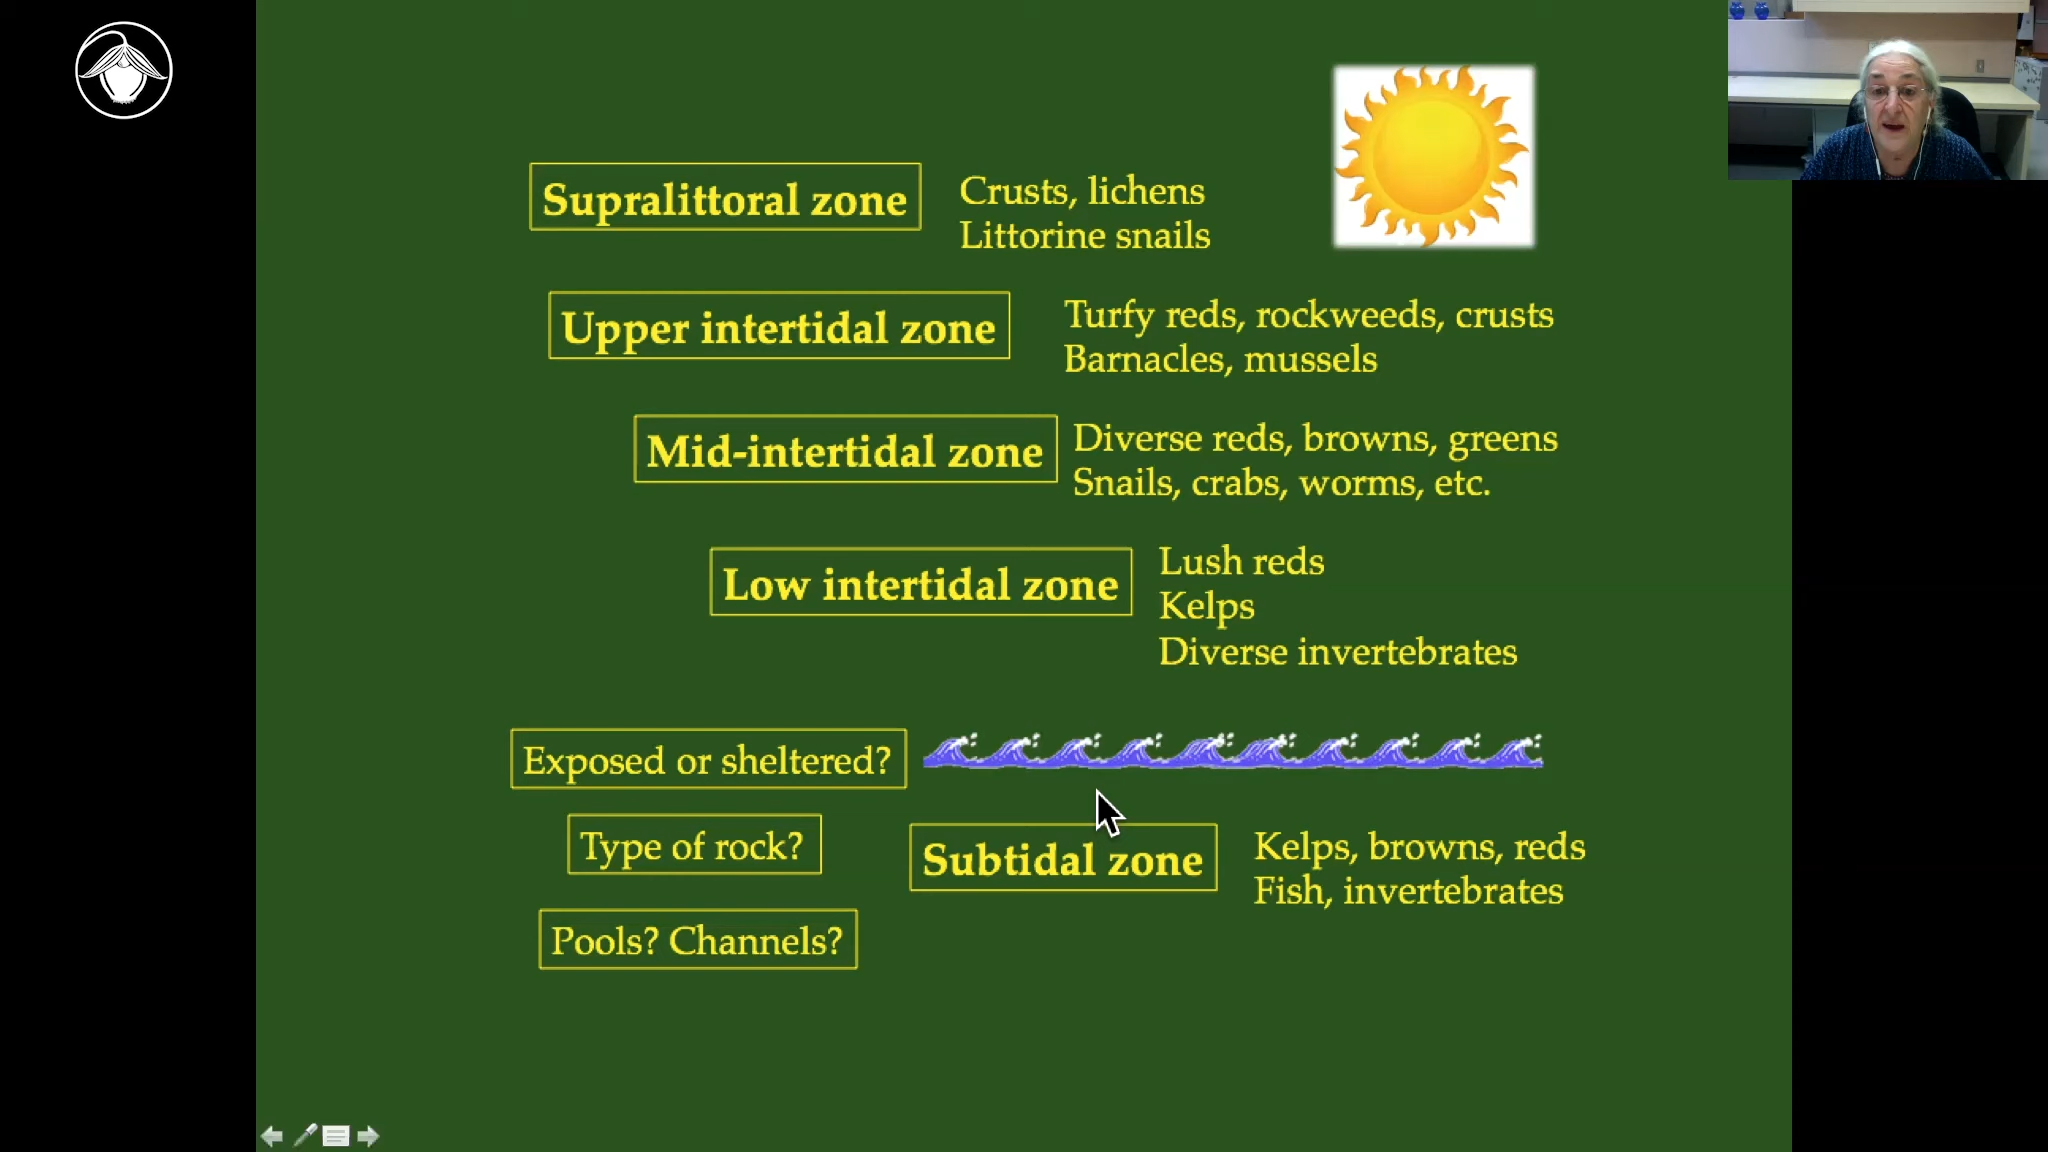 Supralittoral zone
Crusts, lichens
Littorine snails
Upper intertidal zone
Turfy reds, rockweeds, crusts
Barnacles, mussels
Mid-intertidal zone
Diverse reds, browns, greens
Snails, crabs, worms, etc.
Low intertidal zone
Lush reds
Kelps
Diverse invertebrates
Exposed or sheltered?
Type of rock?
Subtidal zone
Kelps, browns, reds
Fish, invertebrates
Pools? Channels?